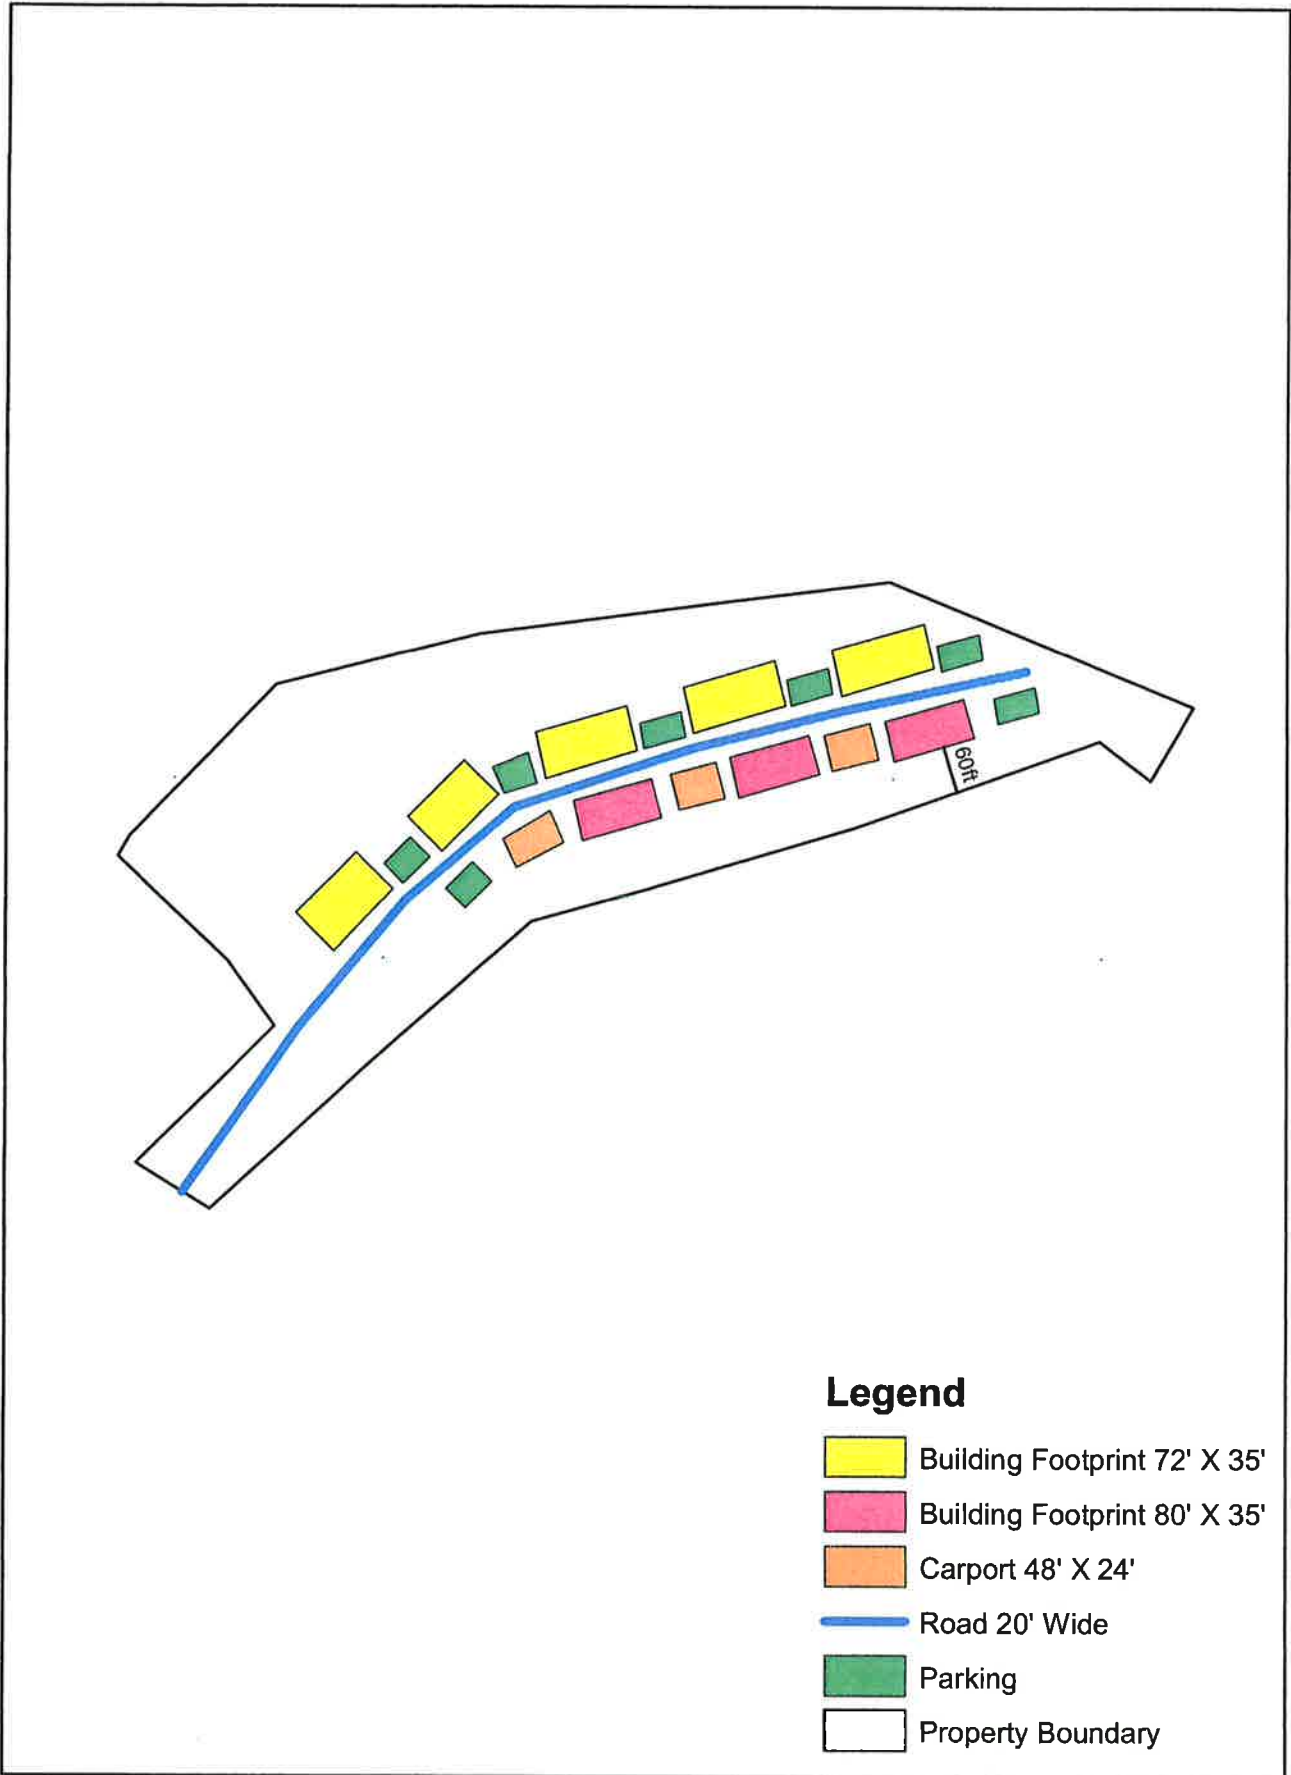 60ft
Legend
Building Footprint 72' X 35'
Building Footprint 80' X 35'
Carport 48' X 24'
Road 20' Wide
Parking
Property Boundary